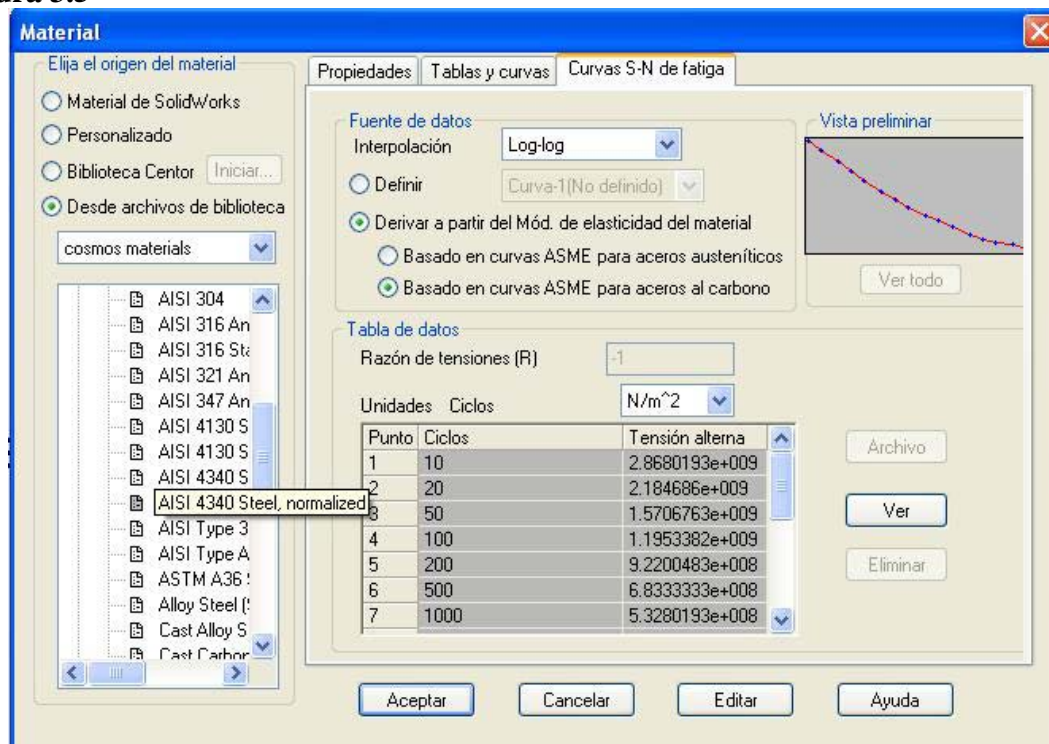 Material
Elija el origen del material
Material de SolidWorks
Personalizado
Biblioteca Centor Iniciar...
Desde archivos de biblioteca
cosmos materials
AISI 304
AISI 316 An
AISI 316 Sta
AISI 321 An
AISI 347 An
AISI 4130 S
AISI 4130 S
AISI 4340 S
AISI 4340 Steel, normalized
AISI Type 3
AISI Type A
ASTM A36
Alloy Steel (
Cast Alloy S
Cast Carbor
Propiedades Tablas y curvas Curvas S-N de fatiga
Fuente de datos
Interpolación Log-log
Definir Curva-1(No definido)
Derivar a partir del Mód. de elasticidad del material
Basado en curvas ASME para aceros austeníticos
Basado en curvas ASME para aceros al carbono
Vista preliminar
Ver todo
Tabla de datos
Razón de tensiones (R) -1
Unidades Ciclos N/m^2
Punto Ciclos Tensión alterna
1 10 2.8680193e+009
2 20 2.184686e+009
3 50 1.5706763e+009
4 100 1.1953382e+009
5 200 9.2200483e+008
6 500 6.8333333e+008
7 1000 5.3280193e+008
Archivo
Ver
Eliminar
Aceptar Cancelar Editar Ayuda